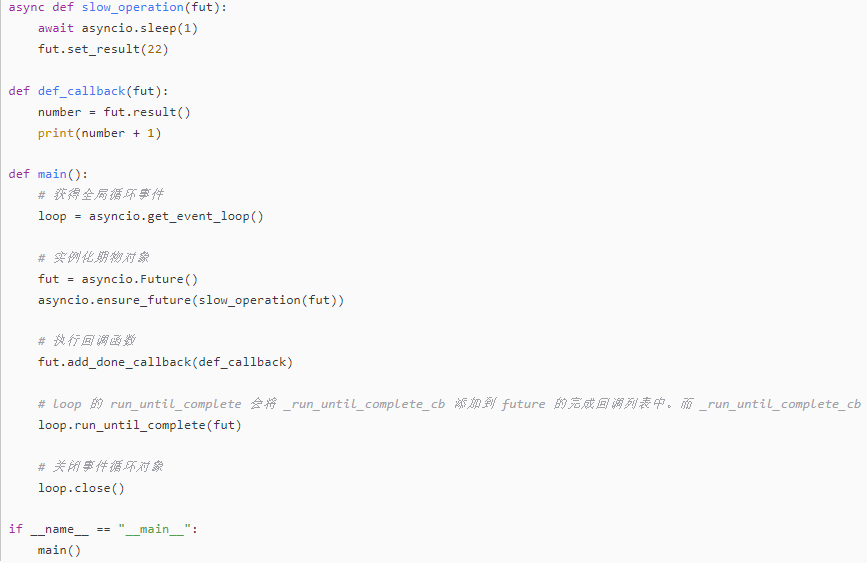 async def slow_operation(fut):
    await asyncio.sleep(1)
    fut.set_result(22)

def def_callback(fut):
    number = fut.result()
    print(number + 1)

def main():
    # 获得全局循环事件
    loop = asyncio.get_event_loop()

    # 实例化期物对象
    fut = asyncio.Future()
    asyncio.ensure_future(slow_operation(fut))

    # 执行回调函数
    fut.add_done_callback(def_callback)

    # loop 的 run_until_complete 会将 _run_until_complete_cb 添加到 future 的完成回调列表中。而 _run_until_complete_cb
    loop.run_until_complete(fut)

    # 关闭事件循环对象
    loop.close()

if __name__ == "__main__":
    main()